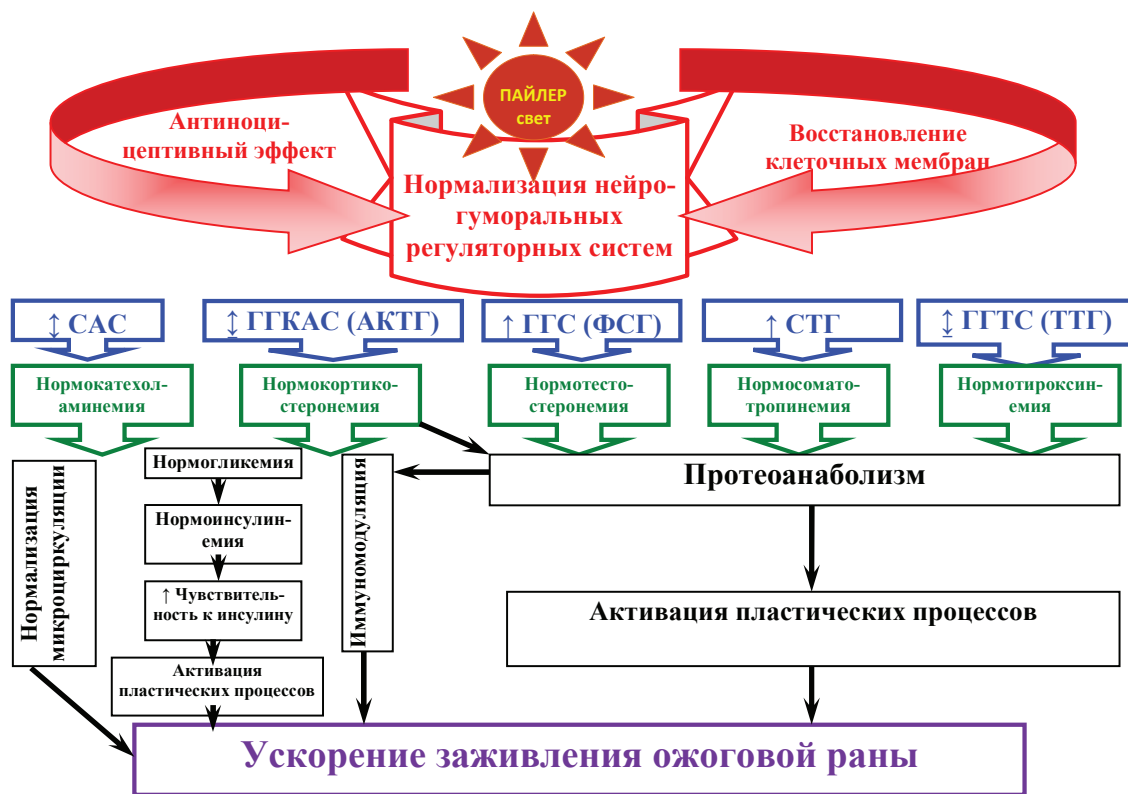 ПАЙЛЕР
свет
Антиноци-
цептивный эффект
Восстановление
клеточных мембран
Нормализация нейро-
гуморальных
регуляторных систем
↕ САС
↨ ГГКАС (АКТГ)
↑ ГГС (ФСГ)
↑ СТГ
↨ ГГТС (ТТГ)
Нормокатехол-
аминемия
Нормокортико-
стеронемия
Нормотесто-
стеронемия
Нормосомато-
тропинемия
Нормотироксин-
емия
Нормализация
микроциркуляции
Нормогликемия
Нормоинсулин-
емия
↑ Чувствитель-
ность к инсулину
Активация
пластических процессов
Иммуномодуляция
Протеоанаболизм
Активация пластических процессов
Ускорение заживления ожоговой раны